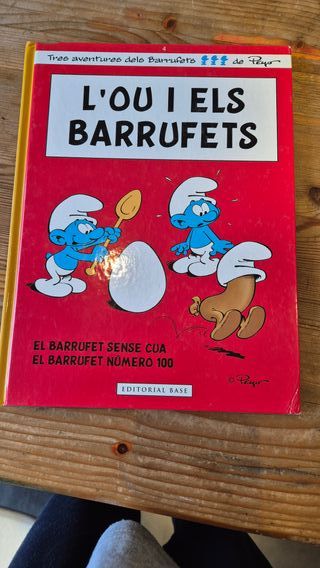 4
Tres aventures dels Barrufets de Peyo
L'OU I ELS
BARRUFETS
EL BARRUFET SENSE CUA
EL BARRUFET NÚMERO 100
© Peyo
EDITORIAL BASE